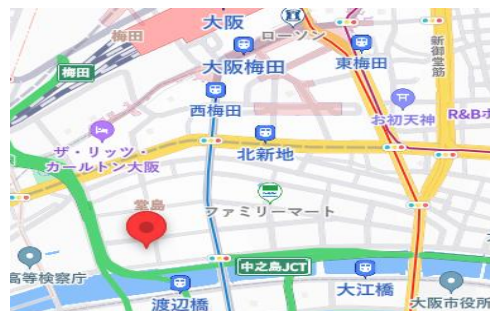 梅田
大阪
ローソン
大阪梅田
東梅田
新御堂筋
梅田
西梅田
お初天神
R&Bホ
ザ・リッツ・
カールトン大阪
北新地
堂島
ファミリーマート
高等検察庁
中之島JCT
渡辺橋
大江橋
大阪市役所